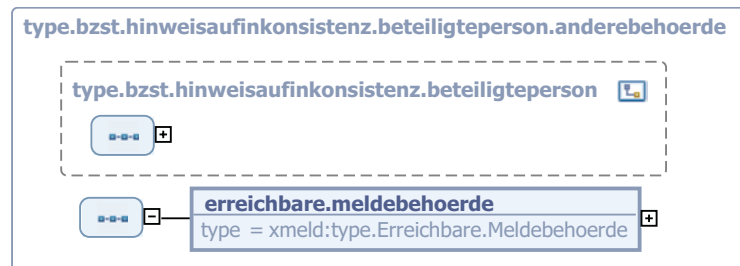 type.bzst.hinweisaufinkonsistenz.beteiligteperson.anderebehoerde
type.bzst.hinweisaufinkonsistenz.beteiligteperson
erreichbare.meldebehoerde
type = xmeld:type.Erreichbare.Meldebehoerde